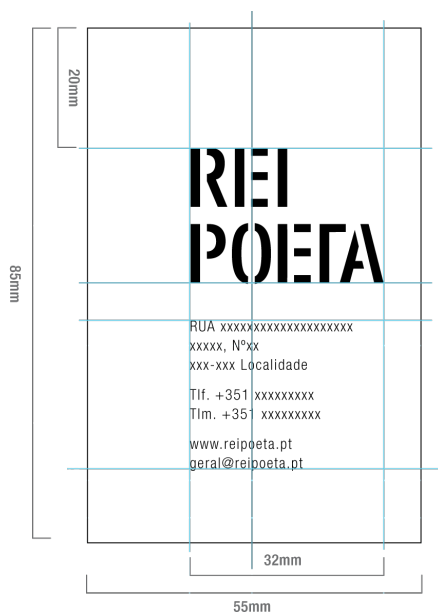 20mm
85mm
REI
POETA
RUA xxxxxxxxxxxxxxxxxxxx
xxxxx, Nºxx
xxx-xxx Localidade
Tlf. +351 xxxxxxxxx
Tlm. +351 xxxxxxxxx
www.reipoeta.pt
geral@reipoeta.pt
32mm
55mm